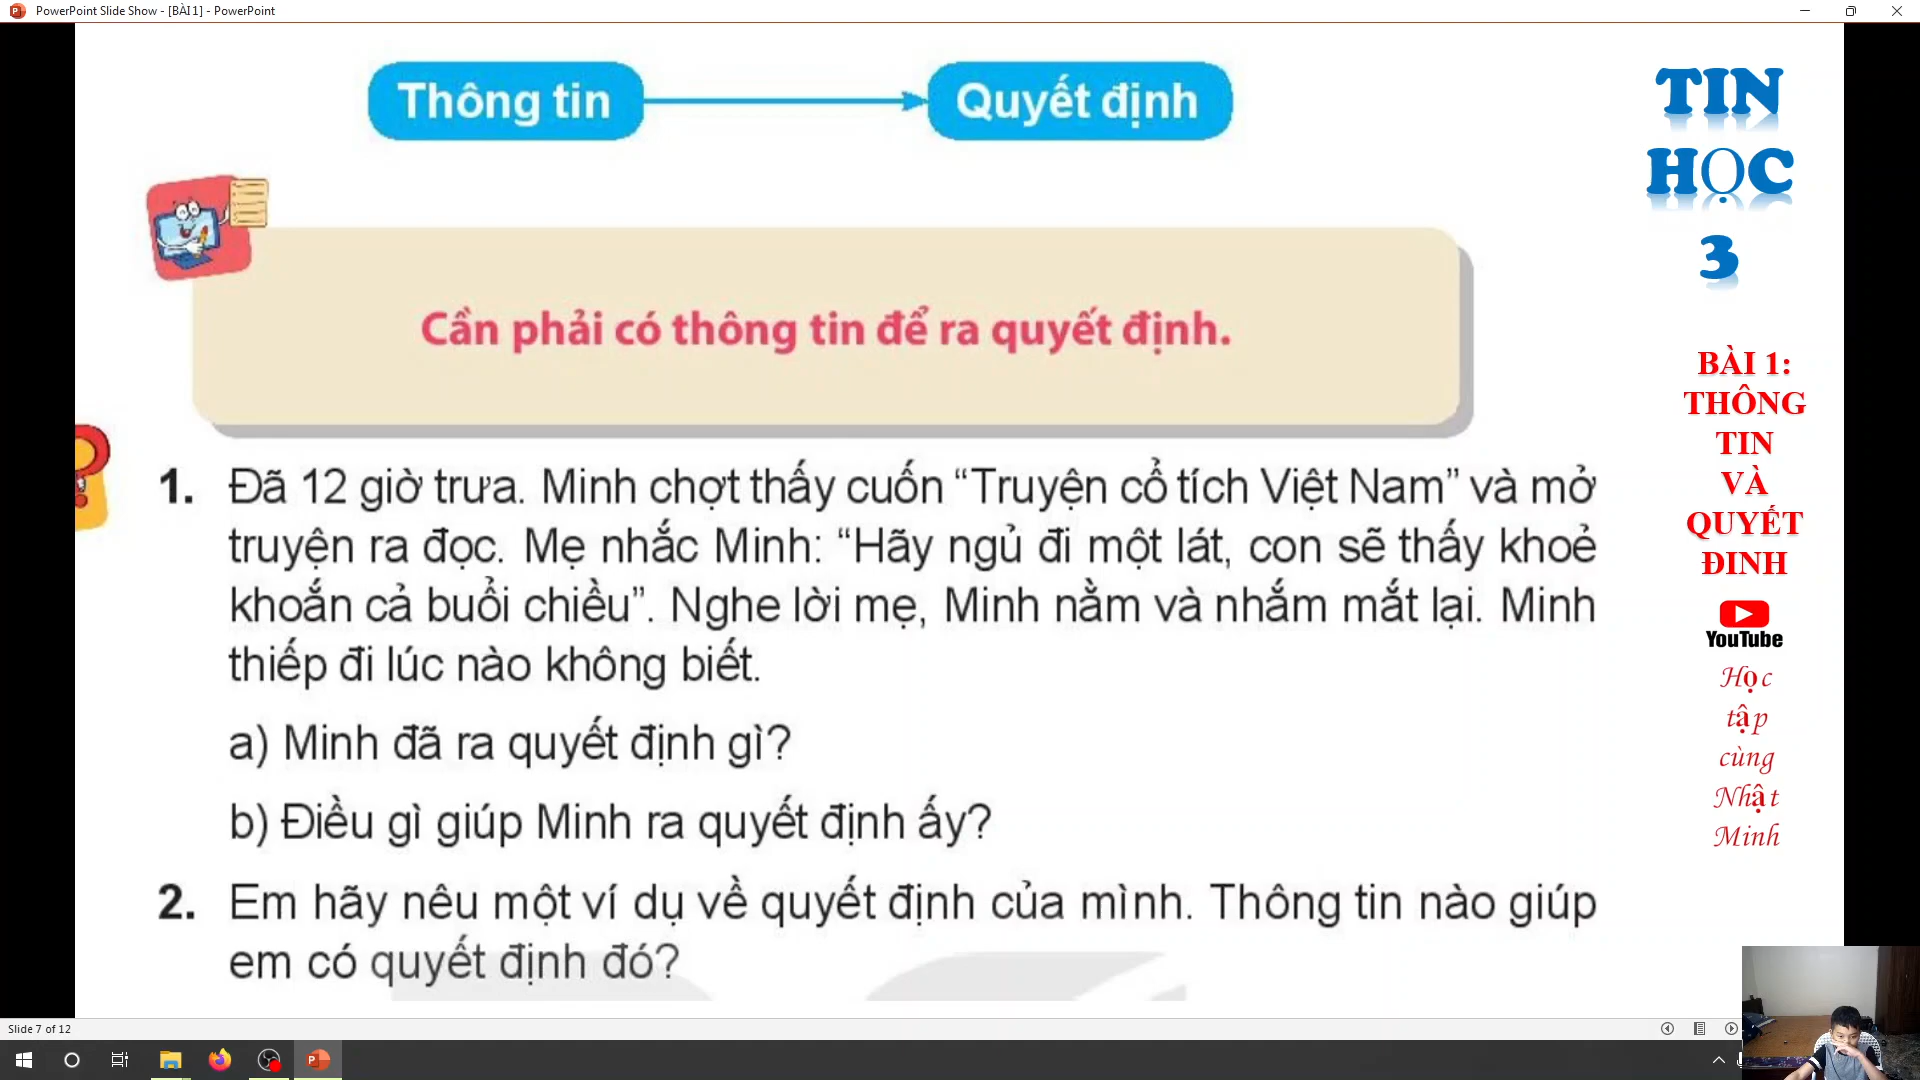 PowerPoint Slide Show - [BÀI1] - PowerPoint
Thông tin
Quyết định
Cần phải có thông tin để ra quyết định.
1. Đã 12 giờ trưa. Minh chợt thấy cuốn “Truyện cổ tích Việt Nam” và mở
truyện ra đọc. Mẹ nhắc Minh: “Hãy ngủ đi một lát, con sẽ thấy khoẻ
khoắn cả buổi chiều”. Nghe lời mẹ, Minh nằm và nhắm mắt lại. Minh
thiếp đi lúc nào không biết.
a) Minh đã ra quyết định gì?
b) Điều gì giúp Minh ra quyết định ấy?
2. Em hãy nêu một ví dụ về quyết định của mình. Thông tin nào giúp
em có quyết định đó?
TIN
HỌC
3
BÀI 1:
THÔNG
TIN
VÀ
QUYẾT
ĐINH
YouTube
Học
tập
cùng
Nhật
Minh
Slide 7 of 12